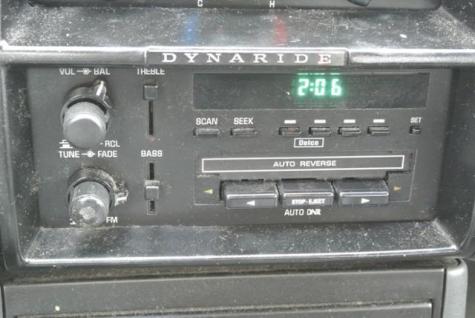 C H
DYNARIDE
VOL BAL TREBLE
2:06
SCAN SEEK SET
-RCL
Delco
TUNE FADE BASS
AUTO REVERSE
STOP-EJECT
FM
AUTO DNR